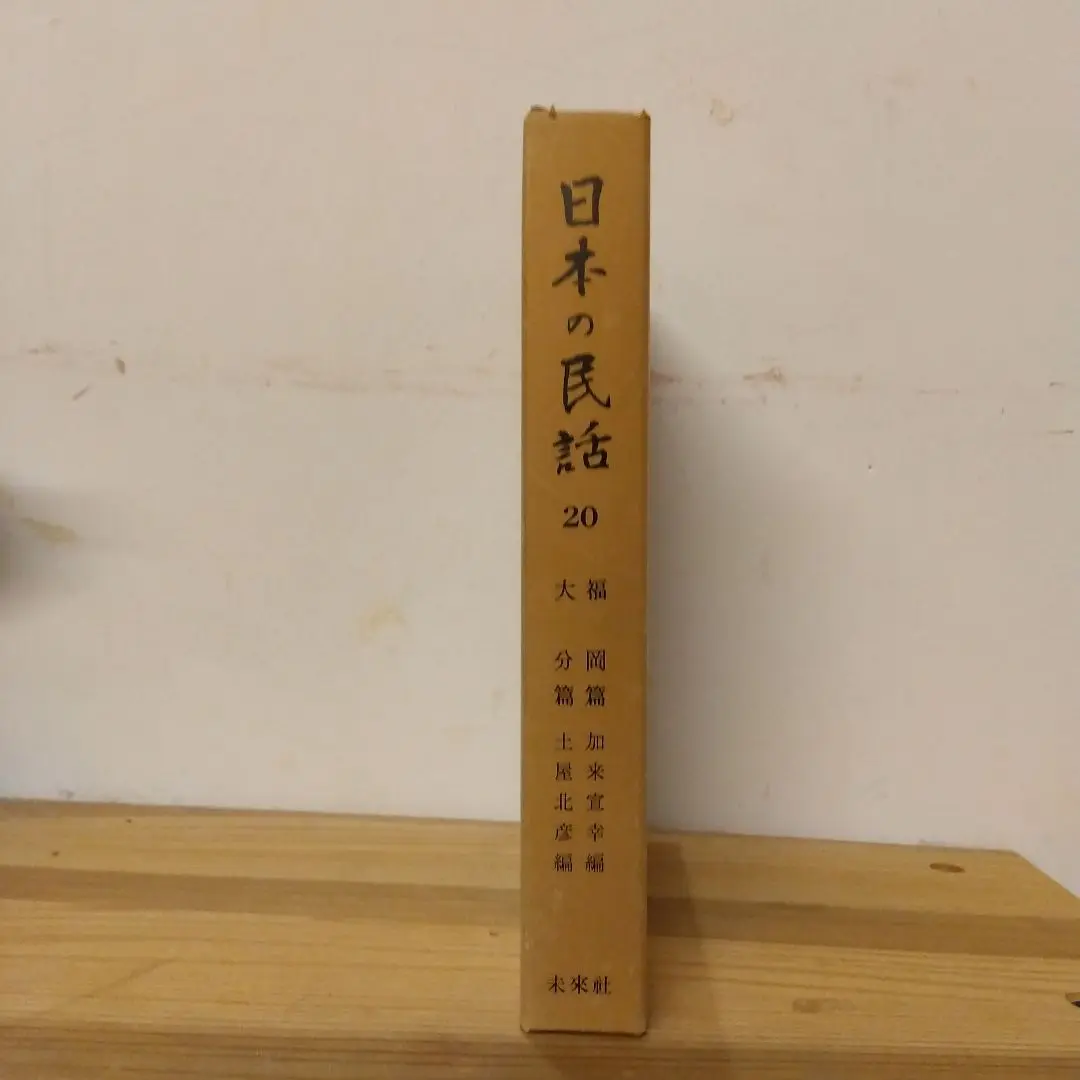 日本の民話
20
福岡篇 加来宣幸編
大分篇 土屋北彦編
未來社